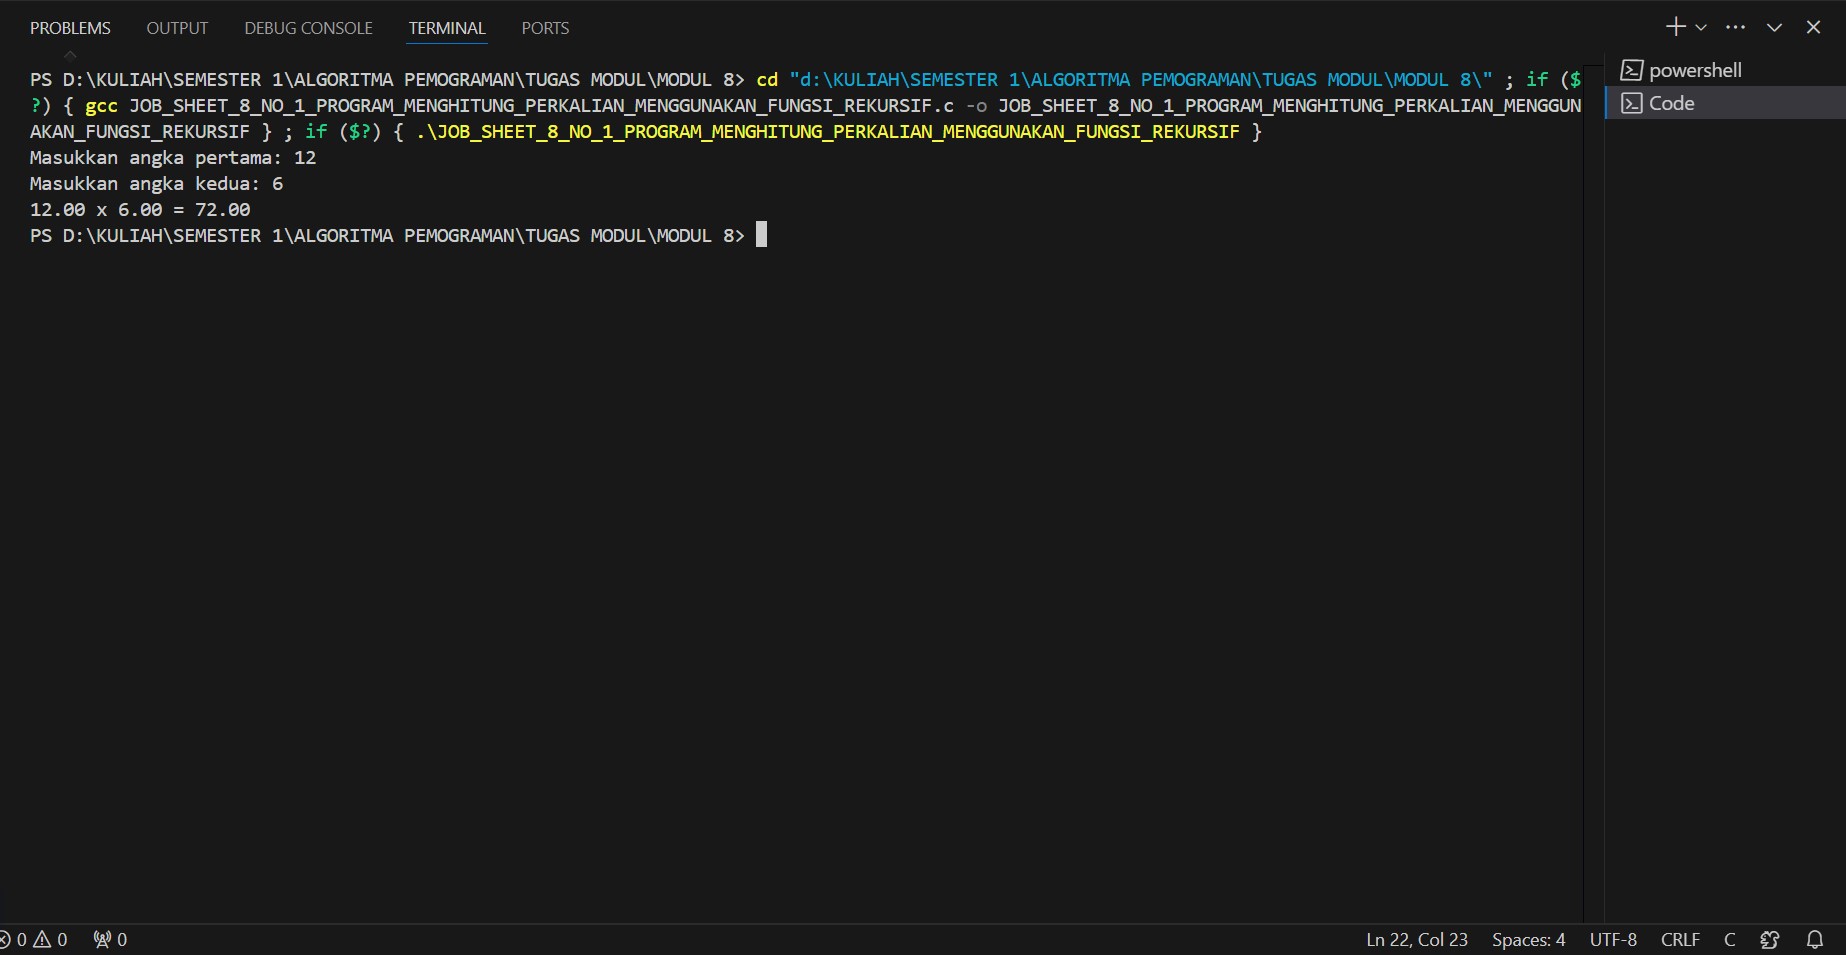 PROBLEMS OUTPUT DEBUG CONSOLE TERMINAL PORTS
PS D:\KULIAH\SEMESTER 1\ALGORITMA PEMOGRAMAN\TUGAS MODUL\MODUL 8> cd "d:\KULIAH\SEMESTER 1\ALGORITMA PEMOGRAMAN\TUGAS MODUL\MODUL 8\" ; if ($
?) { gcc JOB_SHEET_8_NO_1_PROGRAM_MENGHITUNG_PERKALIAN_MENGGUNAKAN_FUNGSI_REKURSIF.c -o JOB_SHEET_8_NO_1_PROGRAM_MENGHITUNG_PERKALIAN_MENGGUN
AKAN_FUNGSI_REKURSIF } ; if ($?) { .\JOB_SHEET_8_NO_1_PROGRAM_MENGHITUNG_PERKALIAN_MENGGUNAKAN_FUNGSI_REKURSIF }
Masukkan angka pertama: 12
Masukkan angka kedua: 6
12.00 x 6.00 = 72.00
PS D:\KULIAH\SEMESTER 1\ALGORITMA PEMOGRAMAN\TUGAS MODUL\MODUL 8>
powershell
Code
0 0 0 Ln 22, Col 23 Spaces: 4 UTF-8 CRLF C